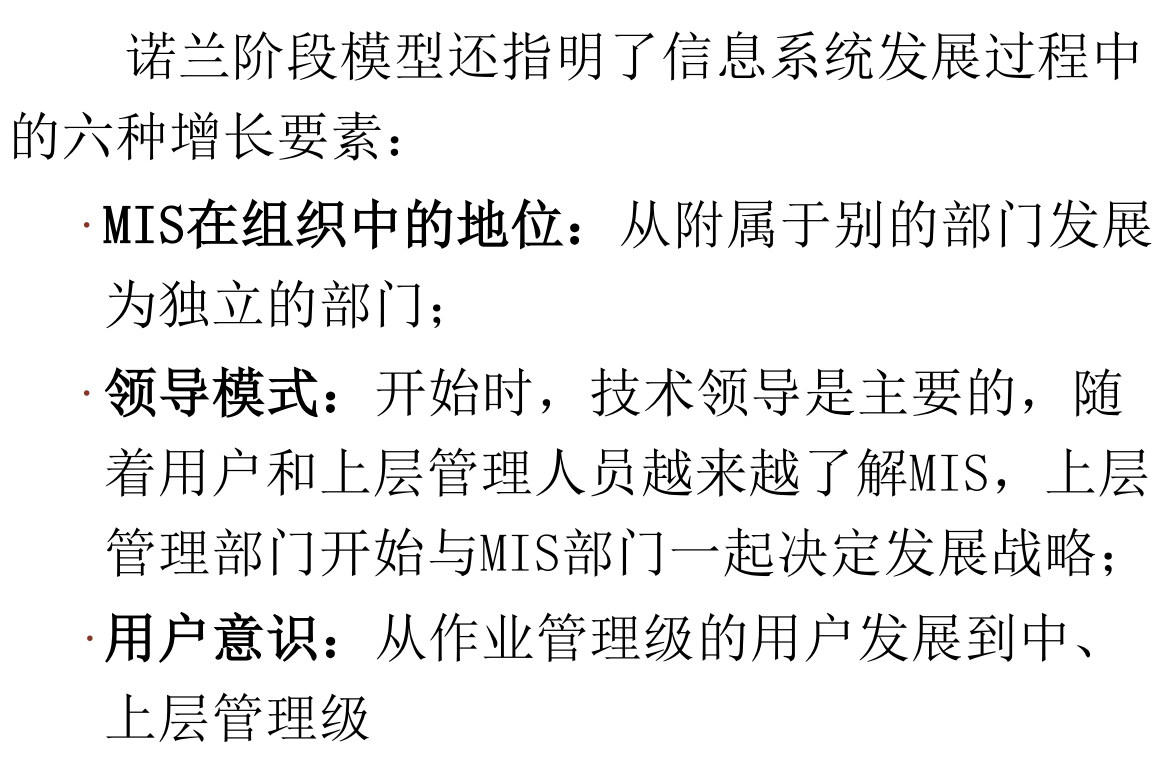 诺兰阶段模型还指明了信息系统发展过程中
的六种增长要素：
·MIS在组织中的地位：从附属于别的部门发展
为独立的部门；
·领导模式：开始时，技术领导是主要的，随
着用户和上层管理人员越来越了解MIS，上层
管理部门开始与MIS部门一起决定发展战略；
·用户意识：从作业管理级的用户发展到中、
上层管理级